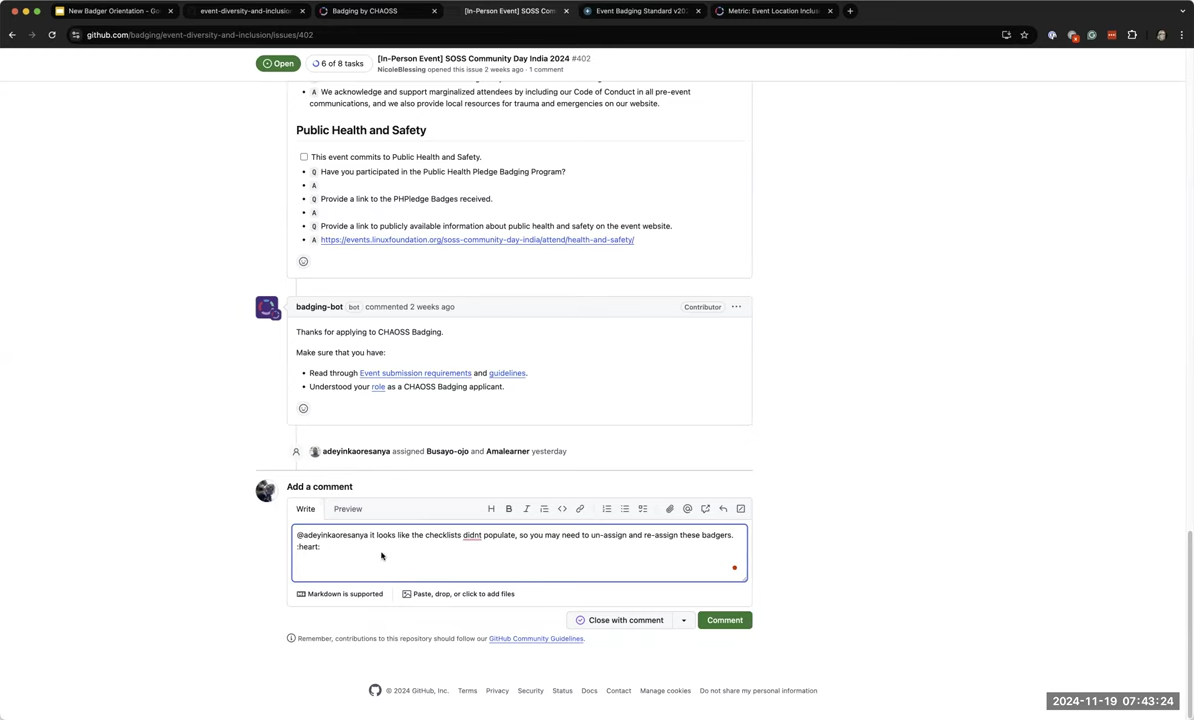 New Badger Orientation - Go
event-diversity-and-inclusion
Badging by CHAOSS
[In-Person Event] SOSS Comm
Event Badging Standard v202
Metric: Event Location Inclus
github.com/badging/event-diversity-and-inclusion/issues/402
Open
6 of 8 tasks
[In-Person Event] SOSS Community Day India 2024 #402
NicoleBlessing opened this issue 2 weeks ago · 1 comment
A We acknowledge and support marginalized attendees by including our Code of Conduct in all pre-event
communications, and we also provide local resources for trauma and emergencies on our website.
Public Health and Safety
This event commits to Public Health and Safety.
Q Have you participated in the Public Health Pledge Badging Program?
A
Q Provide a link to the PHPledge Badges received.
A
Q Provide a link to publicly available information about public health and safety on the event website.
A https://events.linuxfoundation.org/soss-community-day-india/attend/health-and-safety/
badging-bot bot commented 2 weeks ago
Contributor
Thanks for applying to CHAOSS Badging.
Make sure that you have:
Read through Event submission requirements and guidelines.
Understood your role as a CHAOSS Badging applicant.
adeyinkaoresanya assigned Busayo-ojo and Amalearner yesterday
Add a comment
Write
Preview
@adeyinkaoresanya it looks like the checklists didnt populate, so you may need to un-assign and re-assign these badgers.
:heart:
Markdown is supported
Paste, drop, or click to add files
Close with comment
Comment
Remember, contributions to this repository should follow our GitHub Community Guidelines.
© 2024 GitHub, Inc. Terms Privacy Security Status Docs Contact Manage cookies Do not share my personal information
2024-11-19 07:43:24